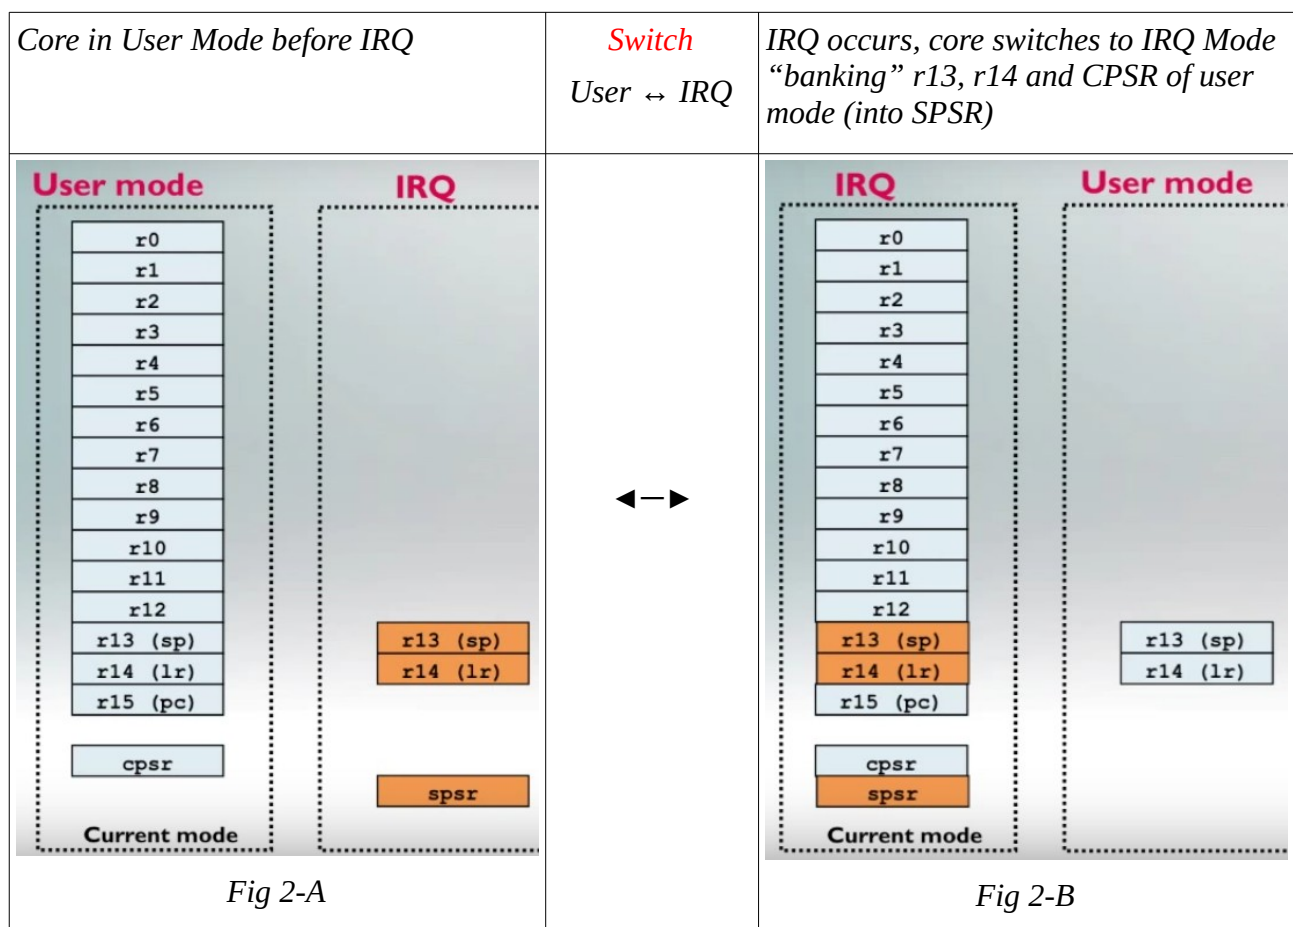 Core in User Mode before IRQ
Switch
User ↔ IRQ
IRQ occurs, core switches to IRQ Mode
“banking” r13, r14 and CPSR of user
mode (into SPSR)
User mode
IRQ
r0
r1
r2
r3
r4
r5
r6
r7
r8
r9
r10
r11
r12
r13 (sp)
r14 (lr)
r15 (pc)
cpsr
r13 (sp)
r14 (lr)
spsr
Current mode
Fig 2-A
◄─►
IRQ
User mode
r0
r1
r2
r3
r4
r5
r6
r7
r8
r9
r10
r11
r12
r13 (sp)
r14 (lr)
r15 (pc)
cpsr
spsr
r13 (sp)
r14 (lr)
Current mode
Fig 2-B